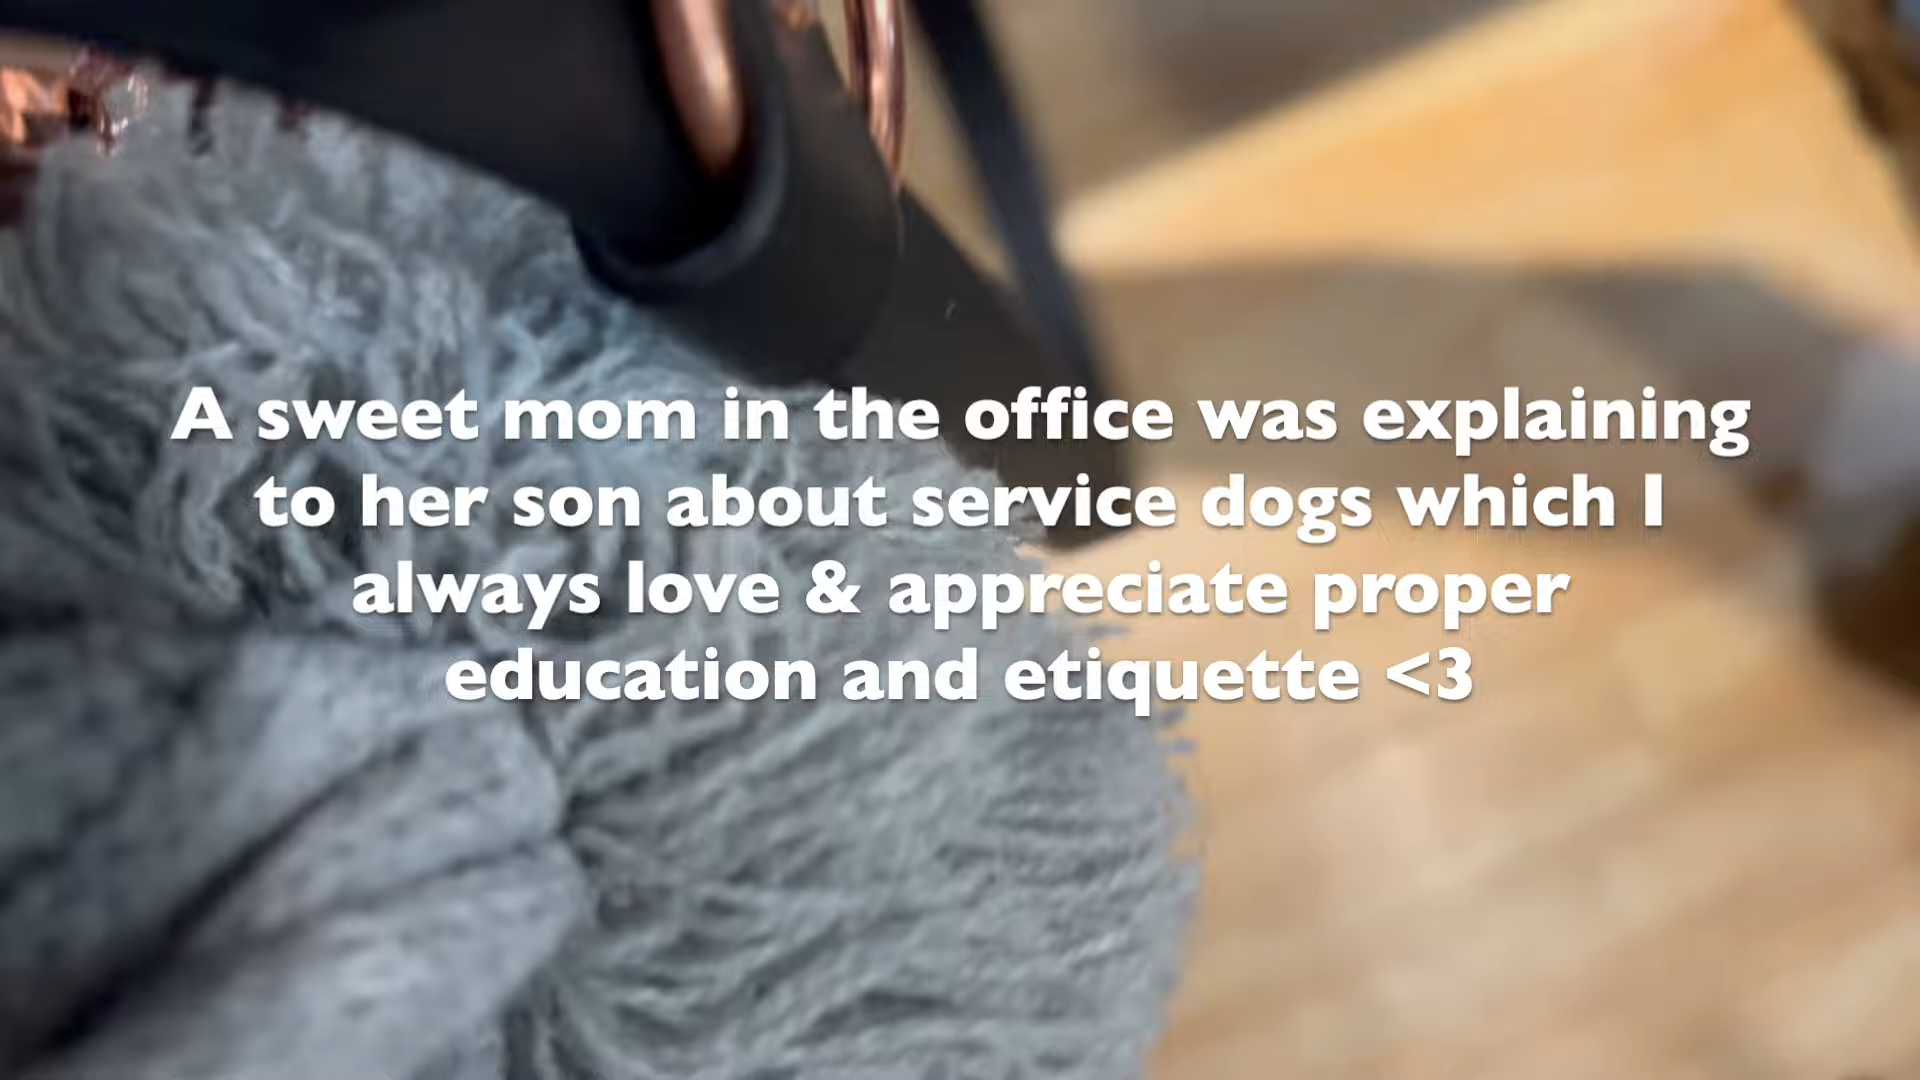 A sweet mom in the office was explaining
to her son about service dogs which I
always love & appreciate proper
education and etiquette <3